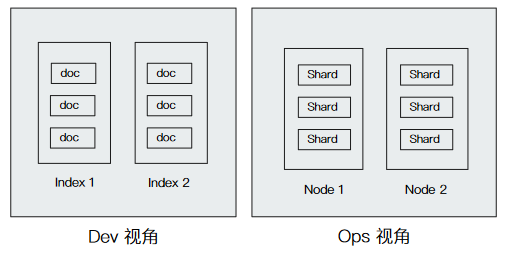 doc
doc
doc
Index 1
doc
doc
doc
Index 2
Dev 视角
Shard
Shard
Shard
Node 1
Shard
Shard
Shard
Node 2
Ops 视角